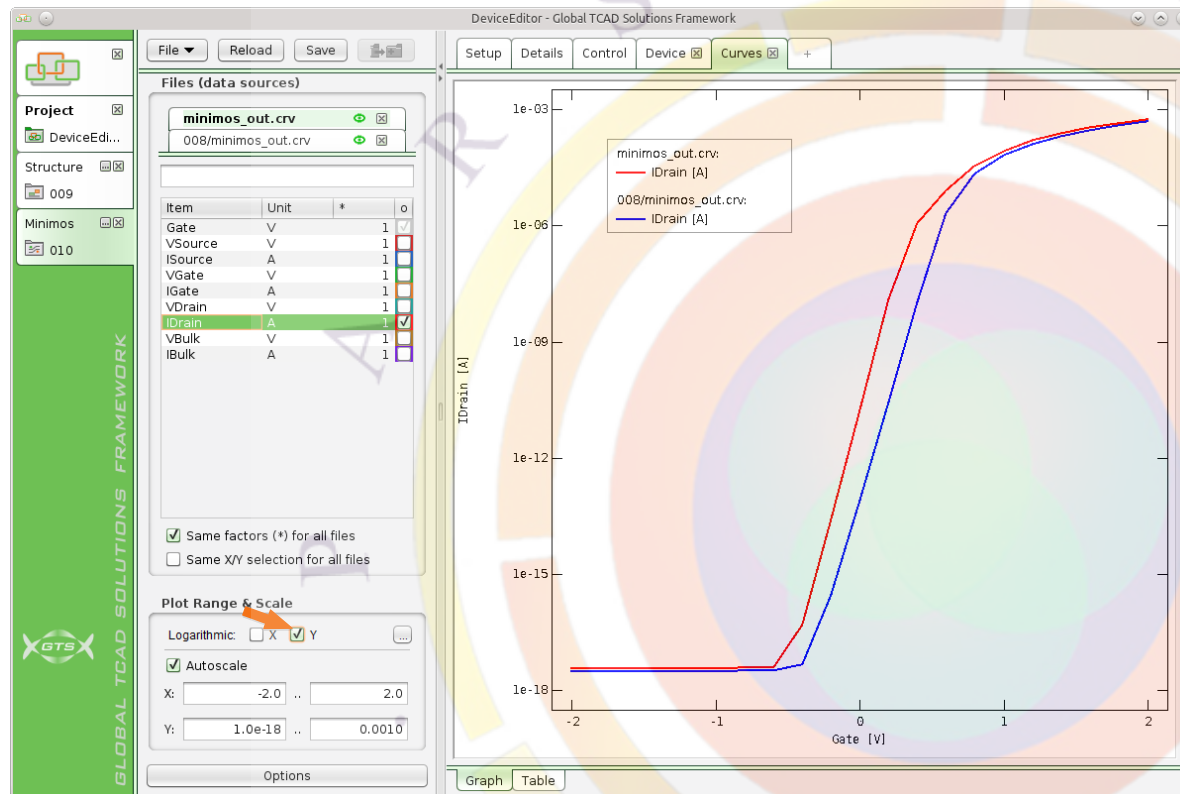 DeviceEditor - Global TCAD Solutions Framework
File
Reload
Save
Setup
Details
Control
Device
Curves
+
Project
DeviceEdi...
Structure
009
Minimos
010
GLOBAL TCAD SOLUTIONS FRAMEWORK
GTS
Files (data sources)
minimos_out.crv
008/minimos_out.crv
Item Unit * o
Gate V 1
VSource V 1
ISource A 1
VGate V 1
IGate A 1
VDrain V 1
IDrain A 1
VBulk V 1
IBulk A 1
Same factors (*) for all files
Same X/Y selection for all files
Plot Range & Scale
Logarithmic: X Y ...
Autoscale
X: -2.0 .. 2.0
Y: 1.0e-18 .. 0.0010
Options
1e-03
1e-06
1e-09
1e-12
1e-15
1e-18
IDrain [A]
minimos_out.crv:
IDrain [A]
008/minimos_out.crv:
IDrain [A]
-2 -1 0 1 2
Gate [V]
Graph
Table
P A R S